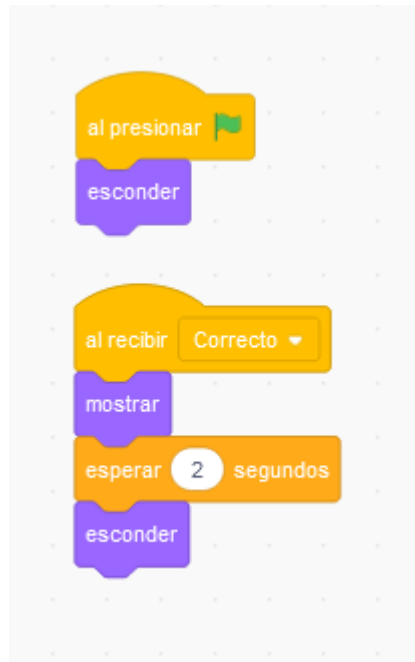 al presionar
esconder
al recibir Correcto
mostrar
esperar 2 segundos
esconder